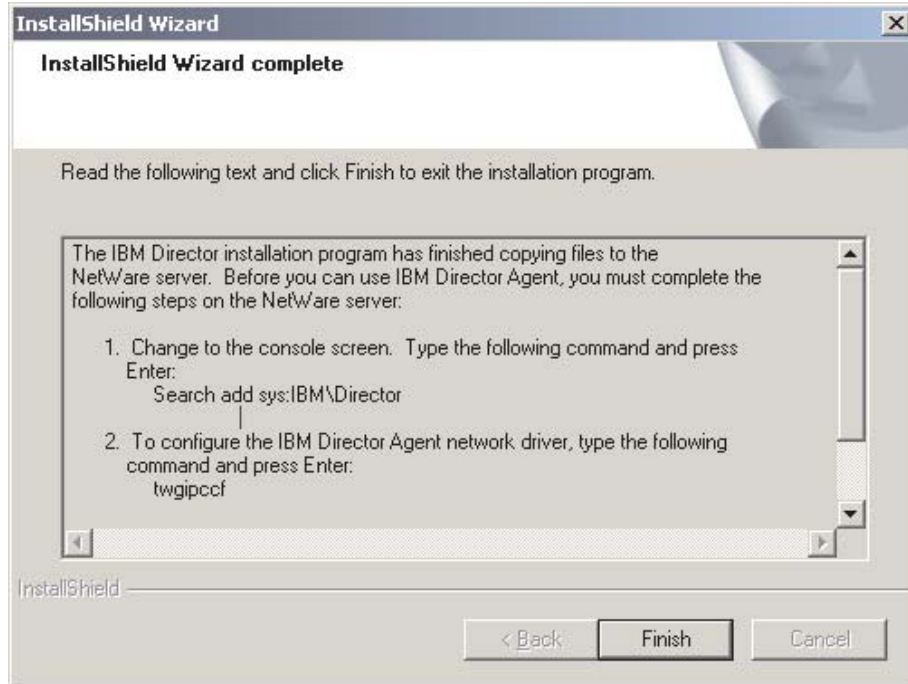 InstallShield Wizard
InstallShield Wizard complete
Read the following text and click Finish to exit the installation program.
The IBM Director installation program has finished copying files to the
NetWare server. Before you can use IBM Director Agent, you must complete the
following steps on the NetWare server:
1. Change to the console screen. Type the following command and press
Enter:
Search add sys:IBM\Director
2. To configure the IBM Director Agent network driver, type the following
command and press Enter:
twgipccf
InstallShield
< Back
Finish
Cancel